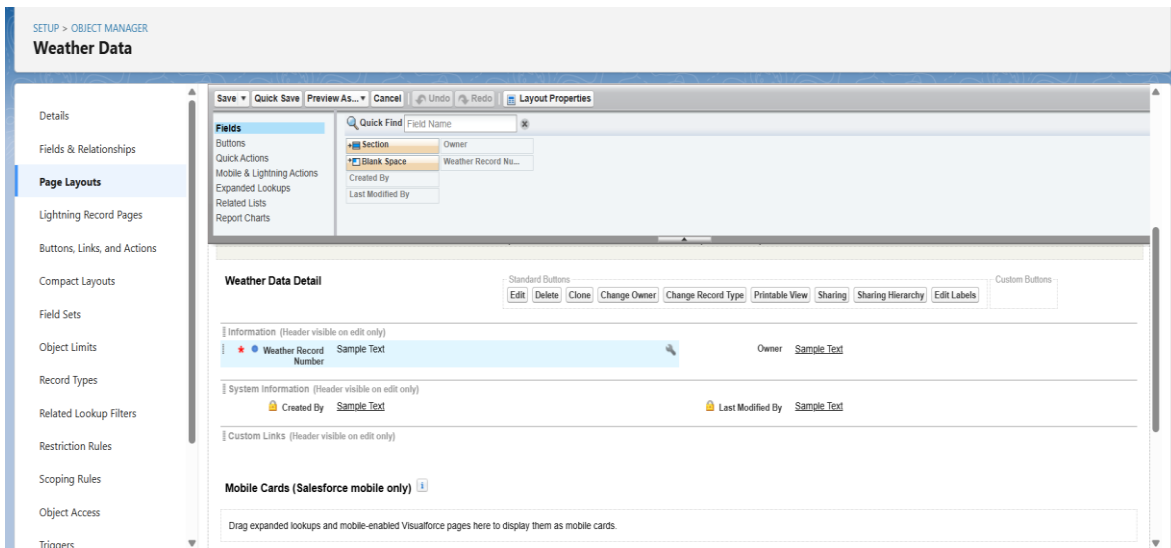 SETUP > OBJECT MANAGER
Weather Data
Details
Fields & Relationships
Page Layouts
Lightning Record Pages
Buttons, Links, and Actions
Compact Layouts
Field Sets
Object Limits
Record Types
Related Lookup Filters
Restriction Rules
Scoping Rules
Object Access
Triggers
Save Quick Save Preview As... Cancel Undo Redo Layout Properties
Fields
Buttons
Quick Actions
Mobile & Lightning Actions
Expanded Lookups
Related Lists
Report Charts
Quick Find Field Name
Section Owner
Blank Space Weather Record Nu...
Created By
Last Modified By
Weather Data Detail
Standard Buttons
Edit Delete Clone Change Owner Change Record Type Printable View Sharing Sharing Hierarchy Edit Labels
Custom Buttons
Information (Header visible on edit only)
* Weather Record Number Sample Text Owner Sample Text
System Information (Header visible on edit only)
Created By Sample Text Last Modified By Sample Text
Custom Links (Header visible on edit only)
Mobile Cards (Salesforce mobile only) i
Drag expanded lookups and mobile-enabled Visualforce pages here to display them as mobile cards.